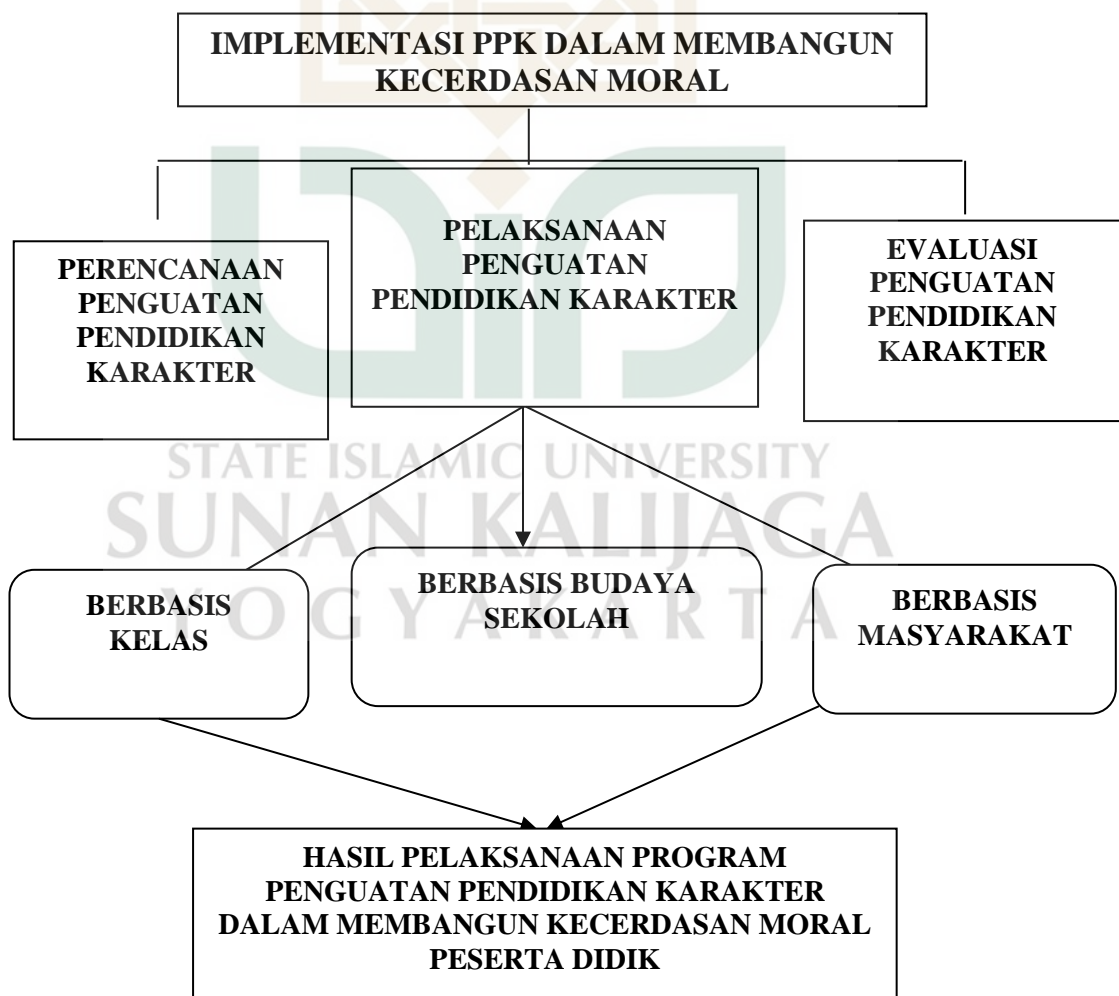 IMPLEMENTASI PPK DALAM MEMBANGUN
KECERDASAN MORAL
PERENCANAAN
PENGUATAN
PENDIDIKAN
KARAKTER
PELAKSANAAN
PENGUATAN
PENDIDIKAN KARAKTER
EVALUASI
PENGUATAN
PENDIDIKAN
KARAKTER
STATE ISLAMIC UNIVERSITY
SUNAN KALIJAGA
YOGYAKARTA
BERBASIS
KELAS
BERBASIS BUDAYA
SEKOLAH
BERBASIS
MASYARAKAT
HASIL PELAKSANAAN PROGRAM
PENGUATAN PENDIDIKAN KARAKTER
DALAM MEMBANGUN KECERDASAN MORAL
PESERTA DIDIK